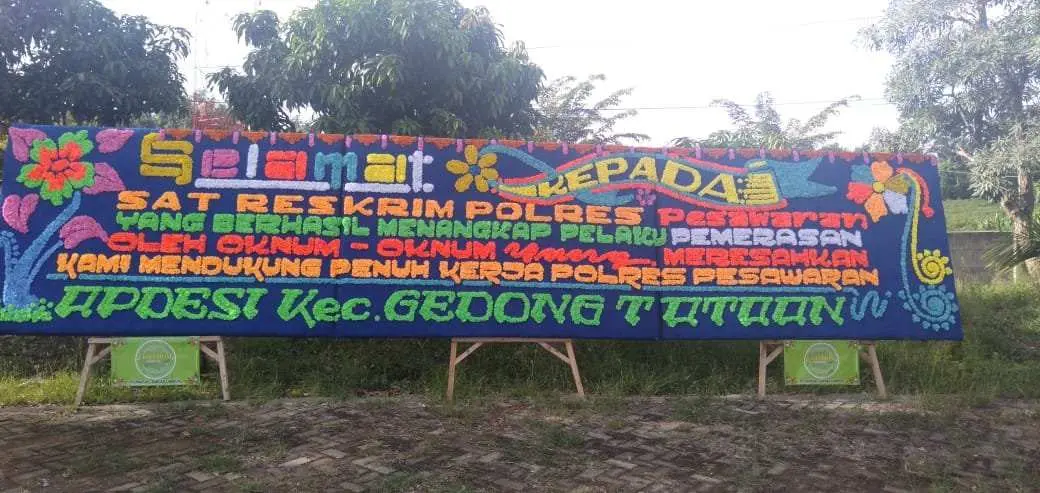 Selamat KEPADA:
SAT RESKRIM POLRES Pesawaran
YANG BERHASIL MENANGKAP PELAKU PEMERASAN
OLEH OKNUM - OKNUM yang MERESAHKAN
KAMI MENDUKUNG PENUH KERJA POLRES PESAWARAN
APDESI Kec. GEDONG TATAAN